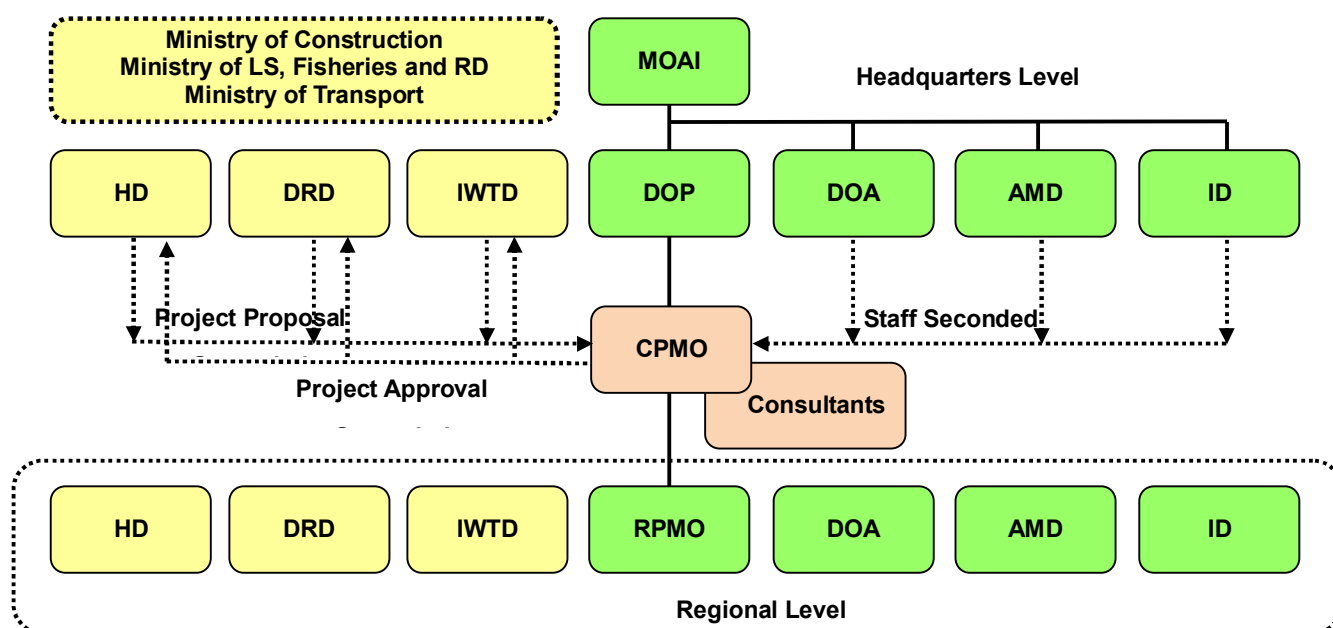 Ministry of Construction
Ministry of LS, Fisheries and RD
Ministry of Transport
MOAI
Headquarters Level
HD
DRD
IWTD
DOP
DOA
AMD
ID
Project Proposal
Staff Seconded
CPMO
Project Approval
Consultants
HD
DRD
IWTD
RPMO
DOA
AMD
ID
Regional Level